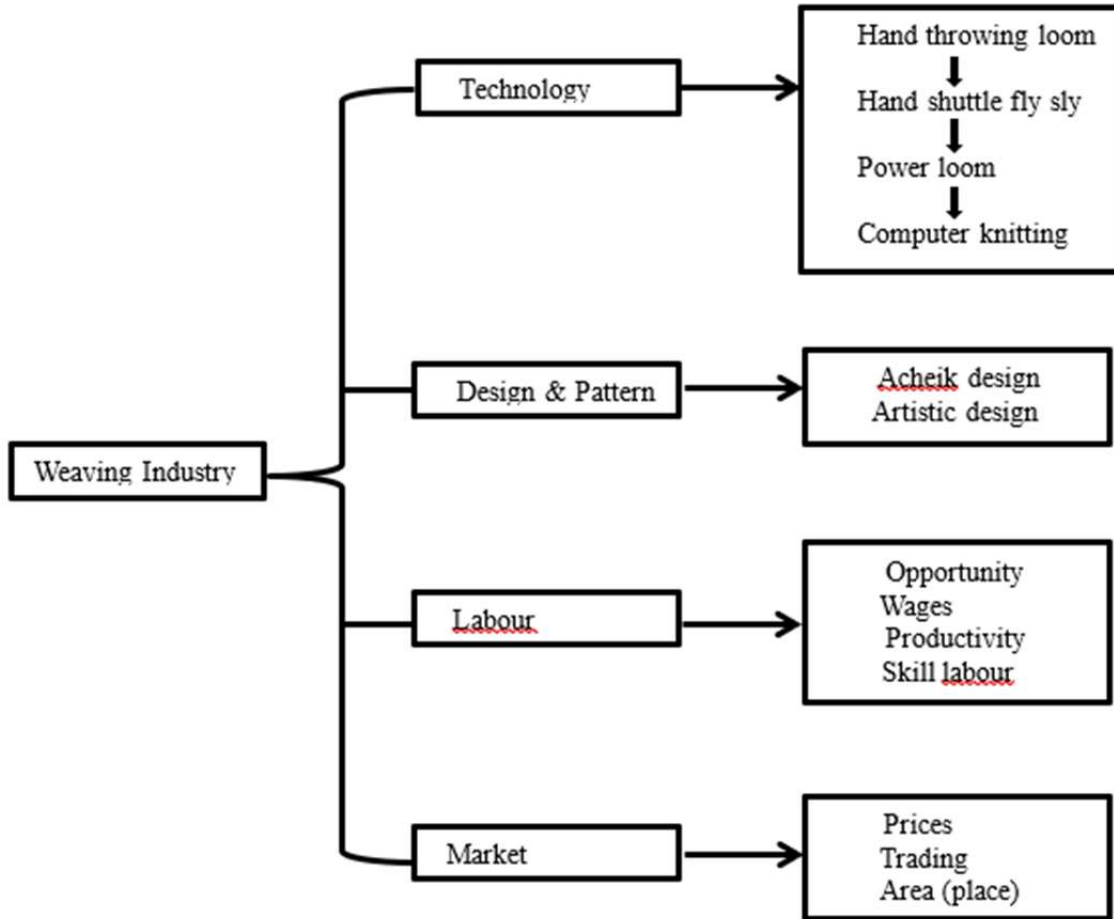 Weaving Industry
Technology
Hand throwing loom
Hand shuttle fly sly
Power loom
Computer knitting
Design & Pattern
Acheik design
Artistic design
Labour
Opportunity
Wages
Productivity
Skill labour
Market
Prices
Trading
Area (place)